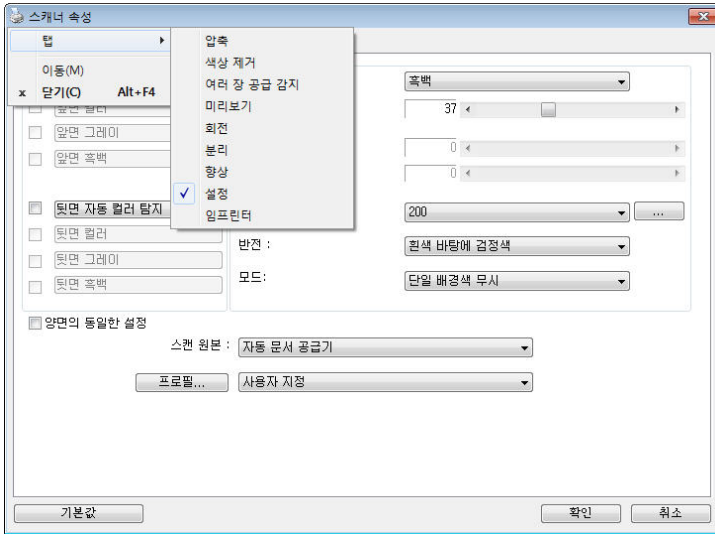 스캐너 속성
탭
이동(M)
x 닫기(C) Alt+F4
압축
색상 제거
여러 장 공급 감지
미리보기
회전
분리
향상
✓ 설정
임프린터
앞면 컬러
앞면 그레이
앞면 흑백
뒷면 자동 컬러 탐지
뒷면 컬러
뒷면 그레이
뒷면 흑백
흑백
37
0
0
200 ...
반전 : 흰색 바탕에 검정색
모드: 단일 배경색 무시
양면의 동일한 설정
스캔 원본 : 자동 문서 공급기
프로필... 사용자 지정
기본값 확인 취소